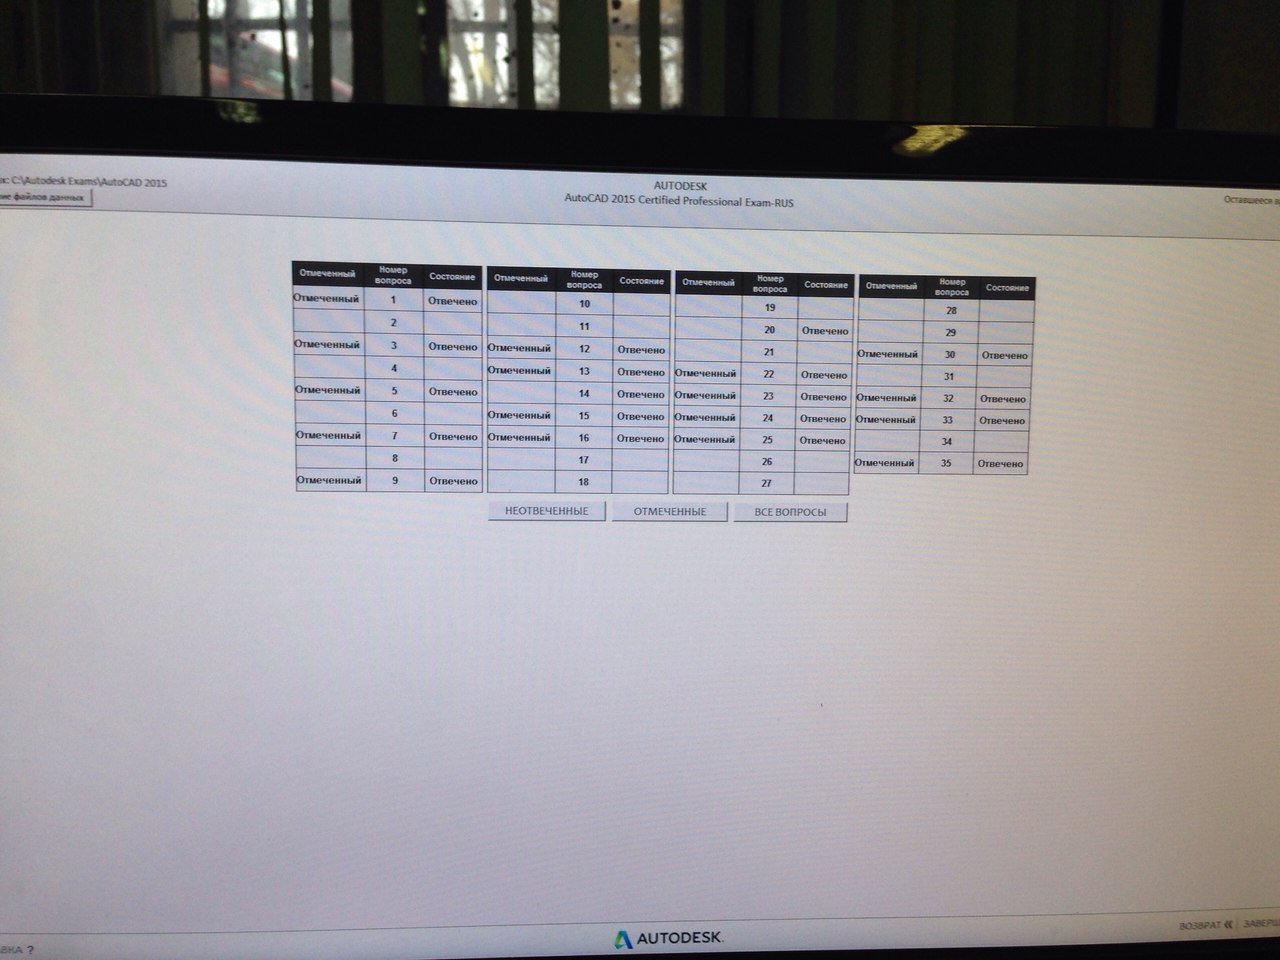 C:\Autodesk Exams\AutoCAD 2015
файлов данных
AUTODESK
AutoCAD 2015 Certified Professional Exam-RUS
Оставшееся
Отмеченный Номер вопроса Состояние Отмеченный Номер вопроса Состояние Отмеченный Номер вопроса Состояние Отмеченный Номер вопроса Состояние
Отмеченный 1 Отвечено 10 19 28
2 11 20 Отвечено 29
Отмеченный 3 Отвечено Отмеченный 12 Отвечено 21 Отмеченный 30 Отвечено
4 Отмеченный 13 Отвечено Отмеченный 22 Отвечено 31
Отмеченный 5 Отвечено 14 Отвечено Отмеченный 23 Отвечено Отмеченный 32 Отвечено
6 Отмеченный 15 Отвечено Отмеченный 24 Отвечено Отмеченный 33 Отвечено
Отмеченный 7 Отвечено Отмеченный 16 Отвечено Отмеченный 25 Отвечено 34
8 17 26 Отмеченный 35 Отвечено
Отмеченный 9 Отвечено 18 27
НЕОТВЕЧЕННЫЕ ОТМЕЧЕННЫЕ ВСЕ ВОПРОСЫ
ВКА ?
AUTODESK.
ВОЗВРАТ « ЗАВЕРШ